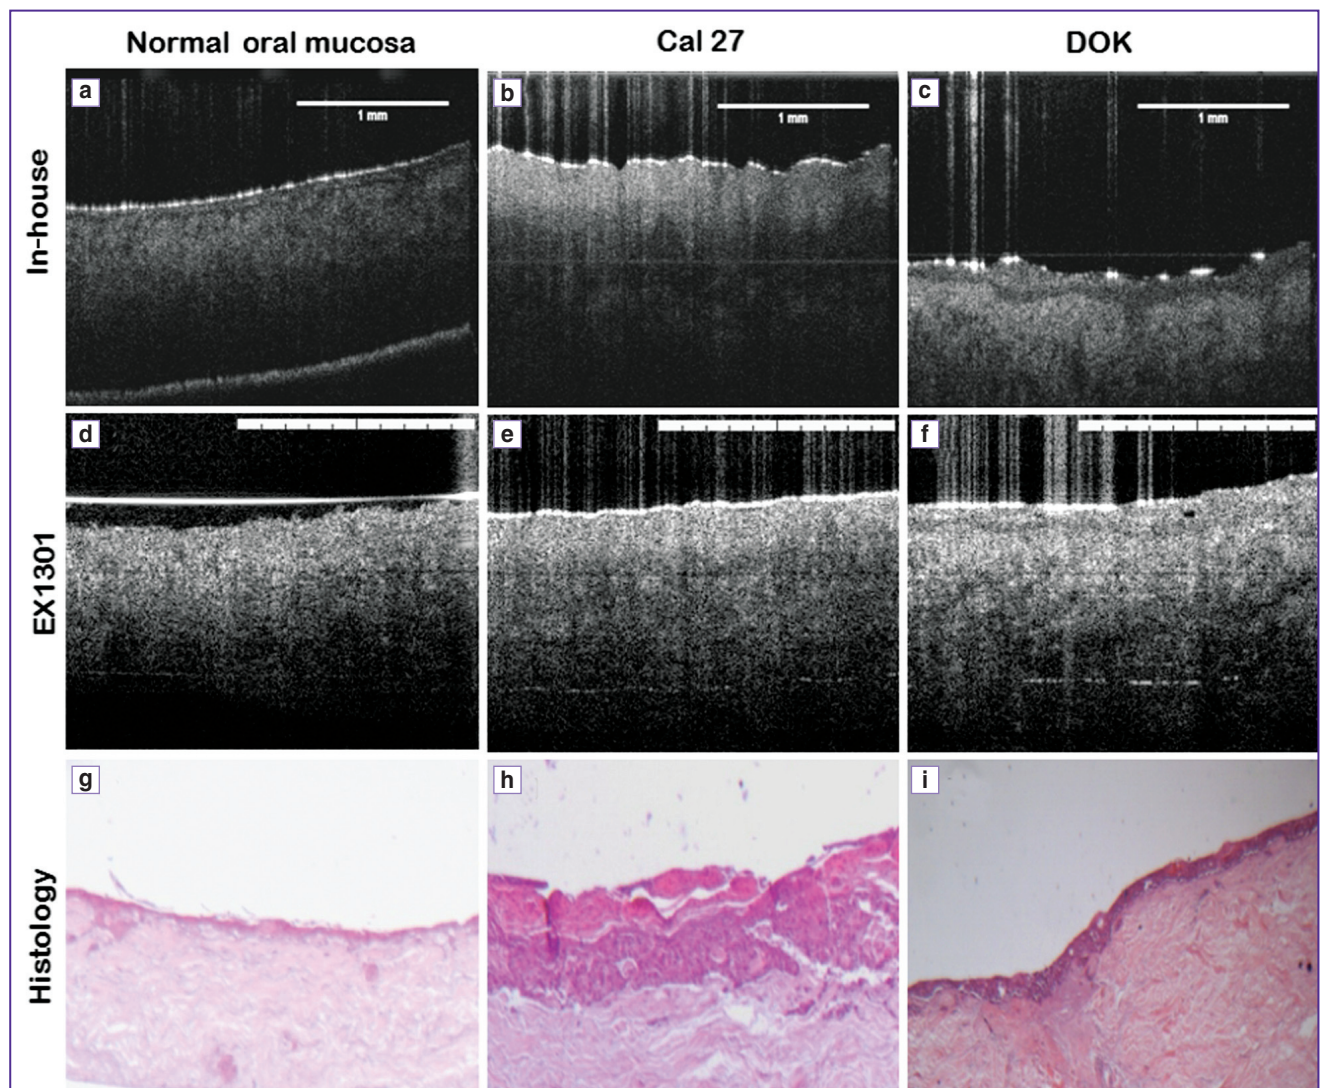 Normal oral mucosa
Cal 27
DOK
In-house
a
1 mm
b
1 mm
c
1 mm
EX1301
d
e
f
Histology
g
h
i